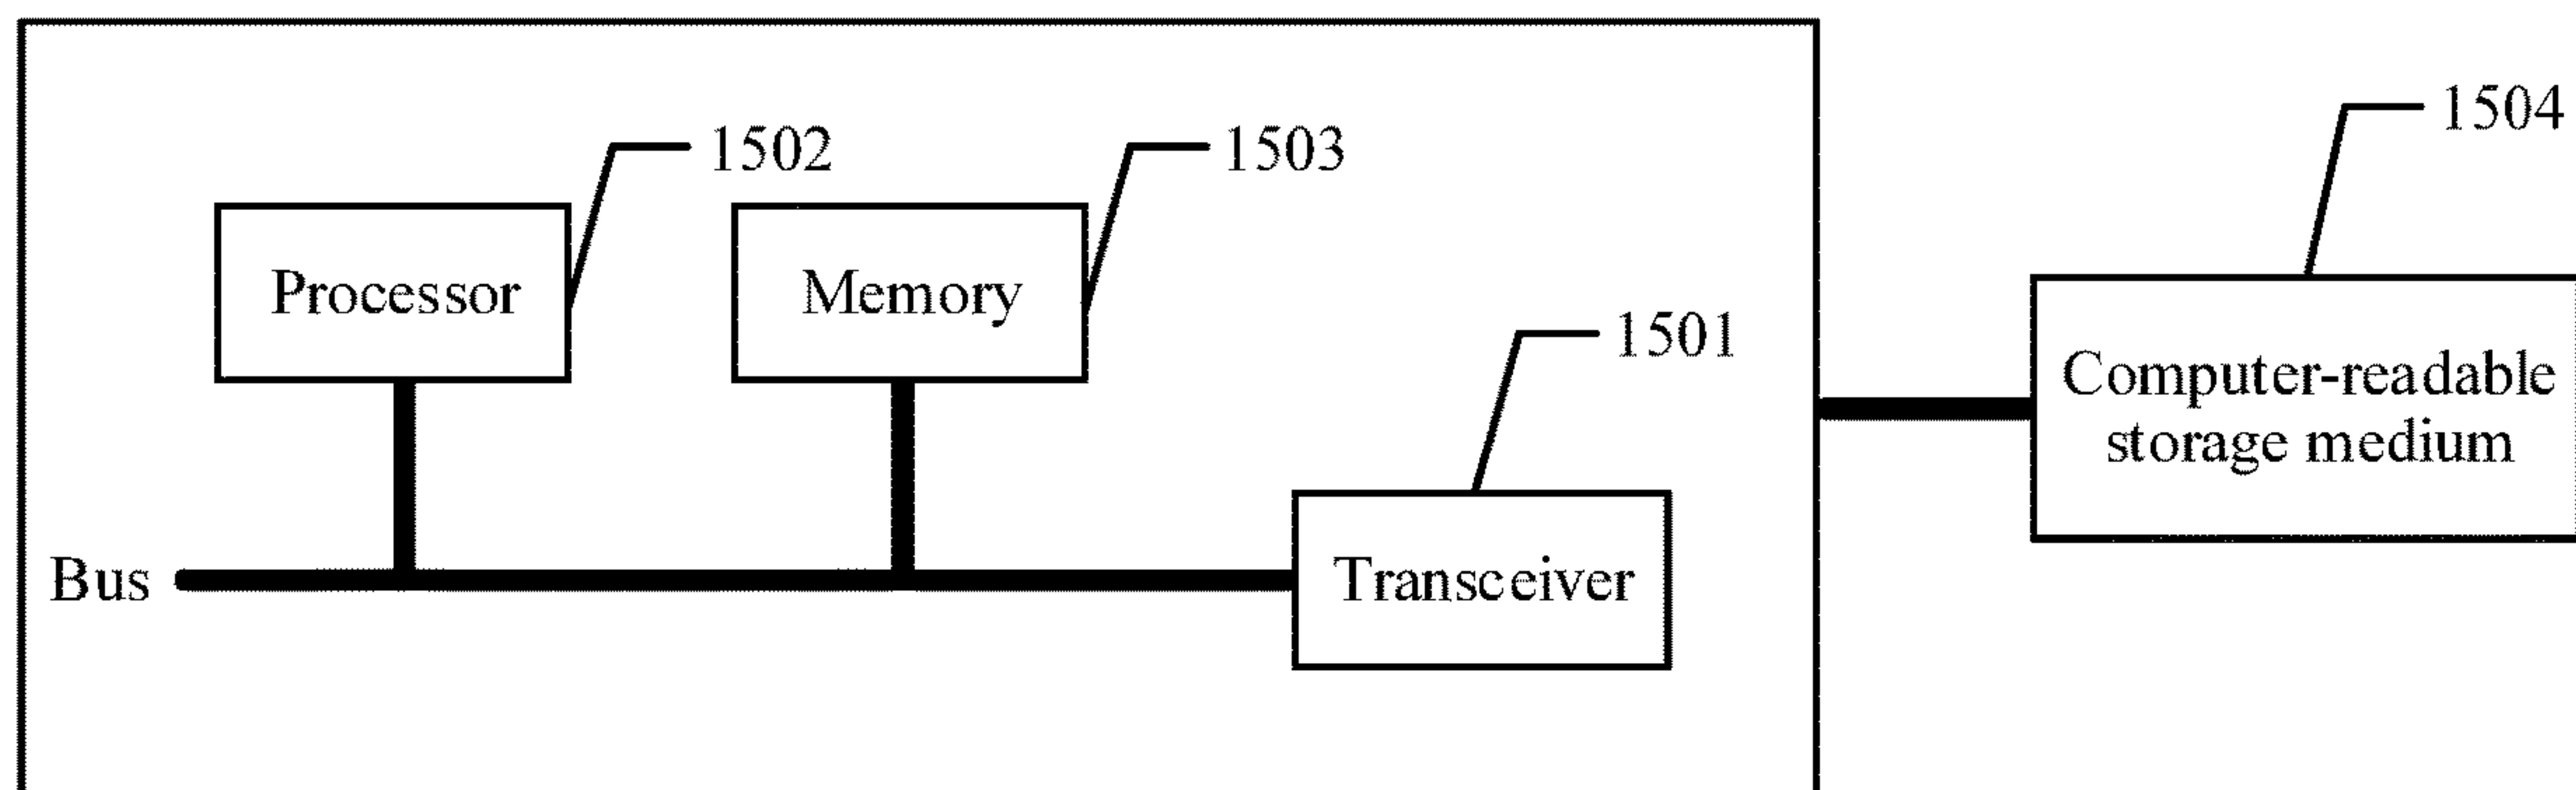 1502
1503
1504
Processor
Memory
1501
Computer-readable
storage medium
Bus
Transceiver